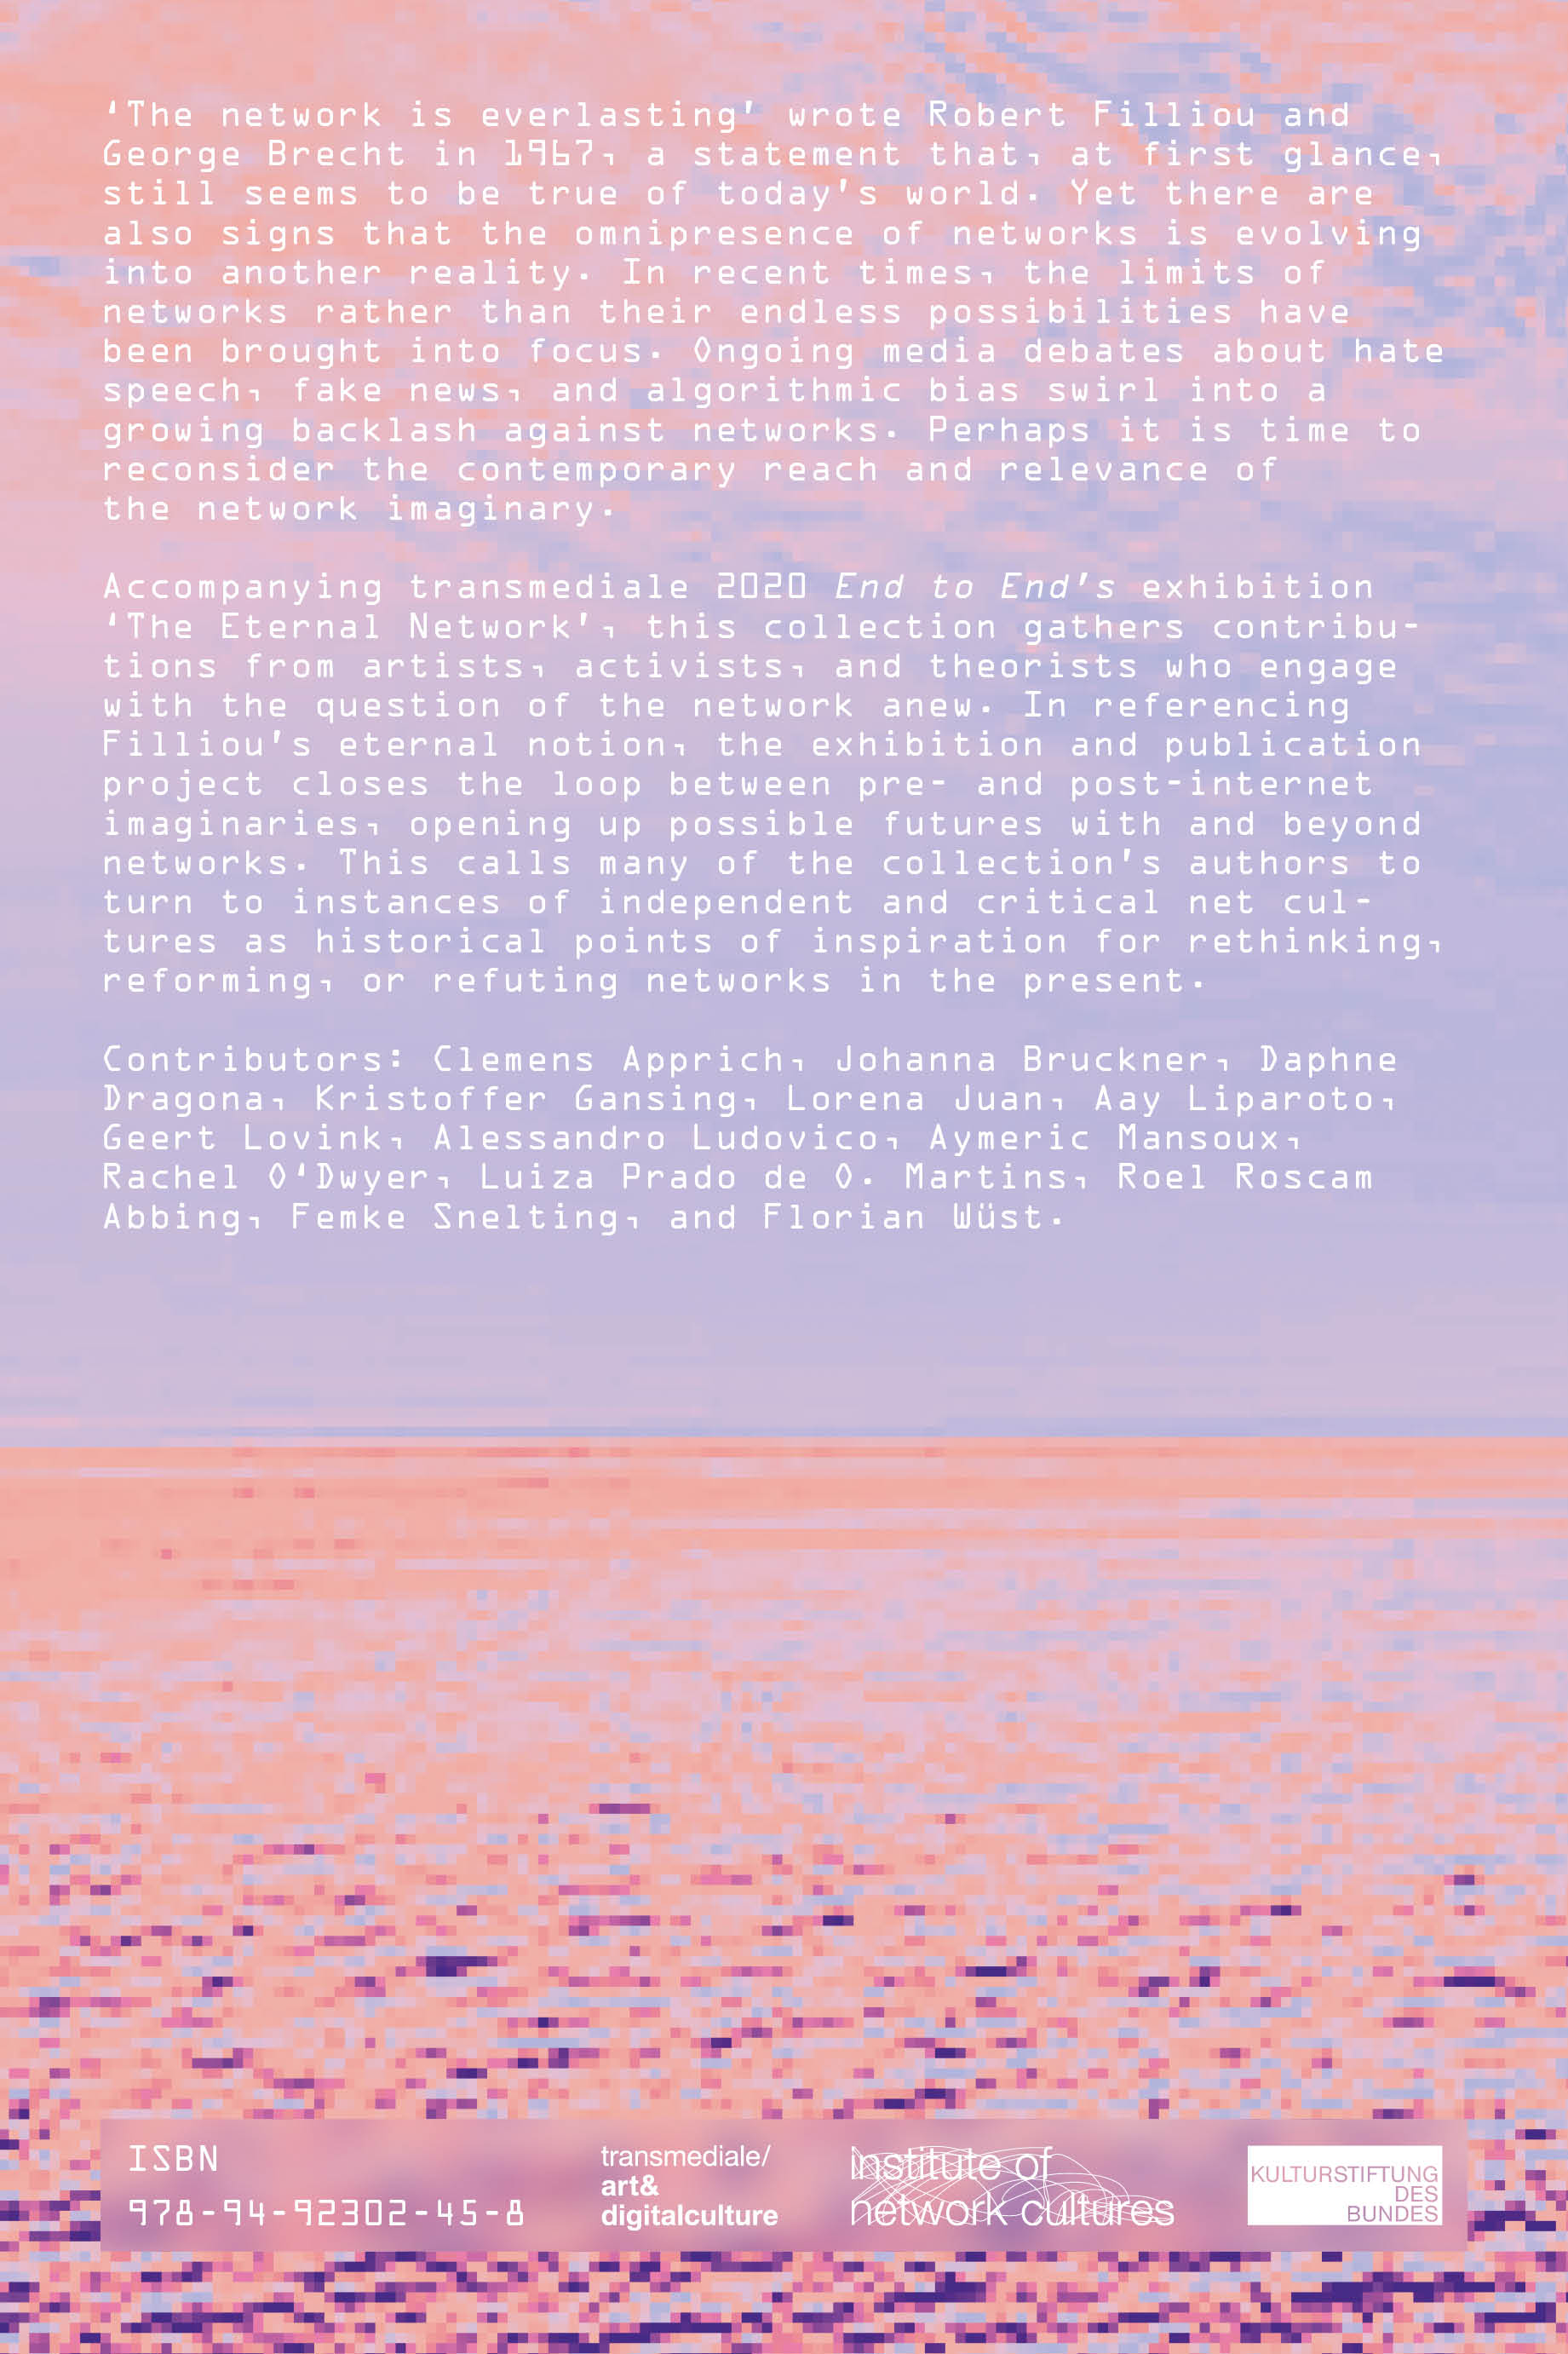 ‘The network is everlasting’ wrote Robert Filliou and
George Brecht in 1967, a statement that, at first glance,
still seems to be true of today’s world. Yet there are
also signs that the omnipresence of networks is evolving
into another reality. In recent times, the limits of
networks rather than their endless possibilities have
been brought into focus. Ongoing media debates about hate
speech, fake news, and algorithmic bias swirl into a
growing backlash against networks. Perhaps it is time to
reconsider the contemporary reach and relevance of
the network imaginary.

Accompanying transmediale 2020 End to End’s exhibition
‘The Eternal Network’, this collection gathers contribu-
tions from artists, activists, and theorists who engage
with the question of the network anew. In referencing
Filliou’s eternal notion, the exhibition and publication
project closes the loop between pre- and post-internet
imaginaries, opening up possible futures with and beyond
networks. This calls many of the collection’s authors to
turn to instances of independent and critical net cul-
tures as historical points of inspiration for rethinking,
reforming, or refuting networks in the present.

Contributors: Clemens Apprich, Johanna Bruckner, Daphne
Dragona, Kristoffer Gansing, Lorena Juan, Aay Liparoto,
Geert Lovink, Alessandro Ludovico, Aymeric Mansoux,
Rachel O‘Dwyer, Luiza Prado de O. Martins, Roel Roscam
Abbing, Femke Snelting, and Florian Wüst.

ISBN
978-94-92302-45-8
transmediale/
art&
digitalculture
institute of
network cultures
KULTURSTIFTUNG
DES
BUNDES